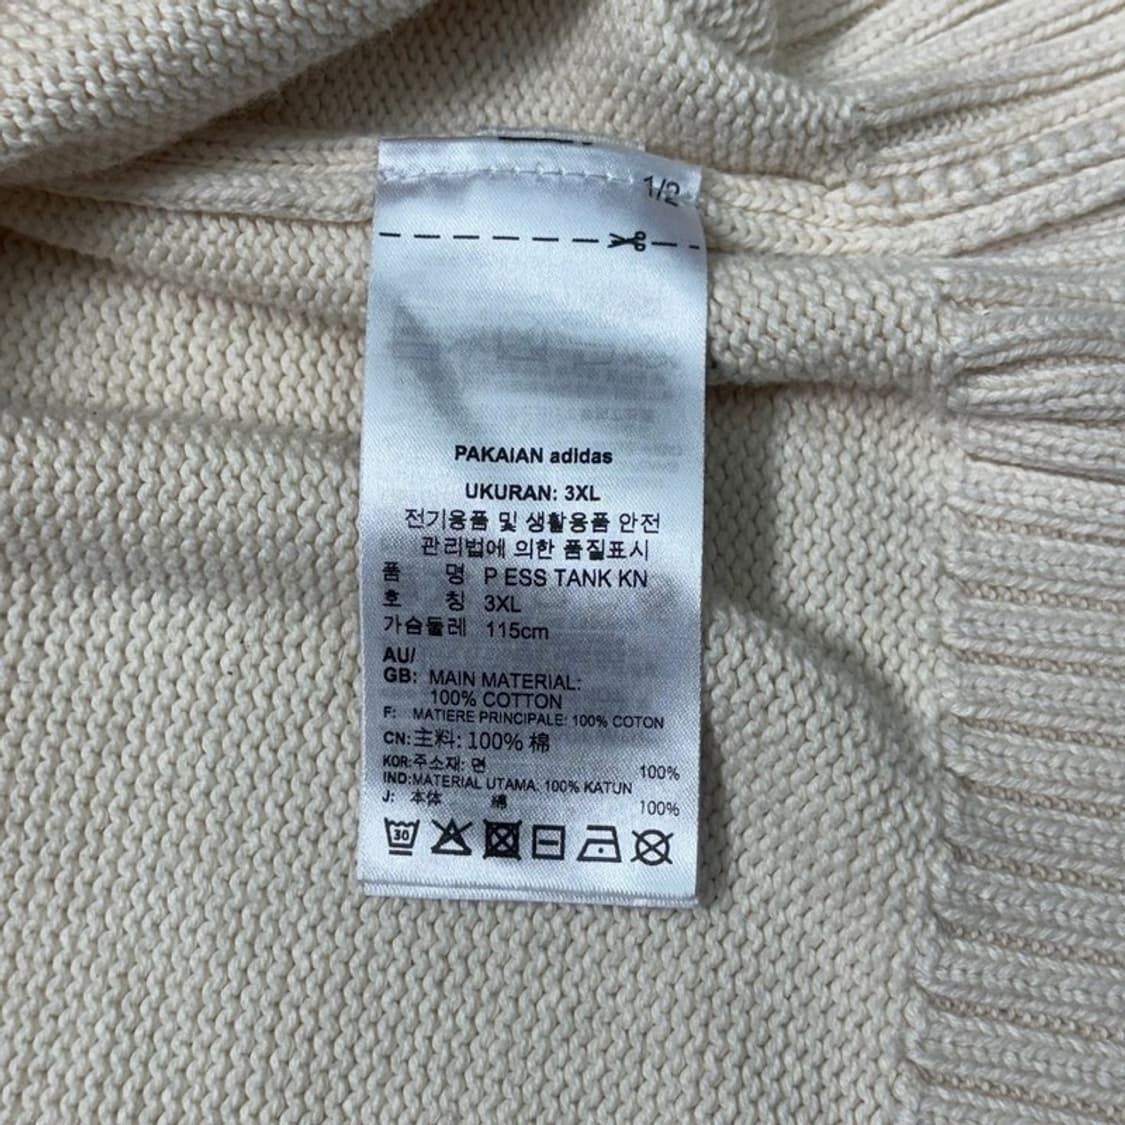 1/2
PAKAIAN adidas
UKURAN: 3XL
전기용품 및 생활용품 안전
관리법에 의한 품질표시
품 명 P ESS TANK KN
호 칭 3XL
가슴둘레 115cm
AU/
GB: MAIN MATERIAL:
100% COTTON
F: MATIERE PRINCIPALE: 100% COTON
CN: 主料: 100% 棉
KOR: 주소재: 면 100%
IND: MATERIAL UTAMA: 100% KATUN
J: 本体 綿 100%
30